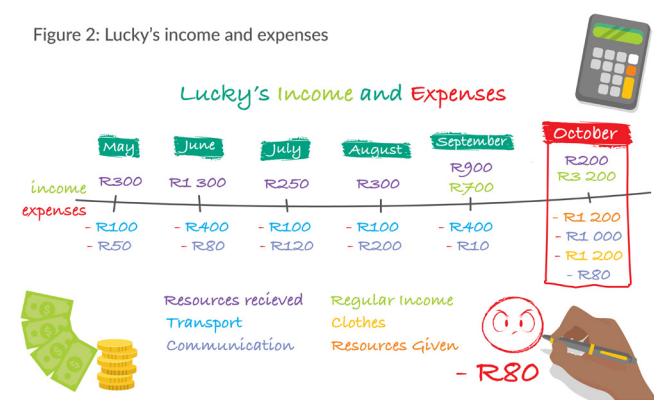 Figure 2: Lucky's income and expenses
Lucky's Income and Expenses
May June July August September October
R300 R1 300 R250 R300 R900 R200
income R700 R3 200
expenses
- R100 - R400 - R100 - R100 - R400 - R1 200
- R50 - R80 - R120 - R200 - R10 - R1 000
- R1 200
- R80
Resources recieved Regular Income
Transport Clothes
Communication Resources Given
- R80